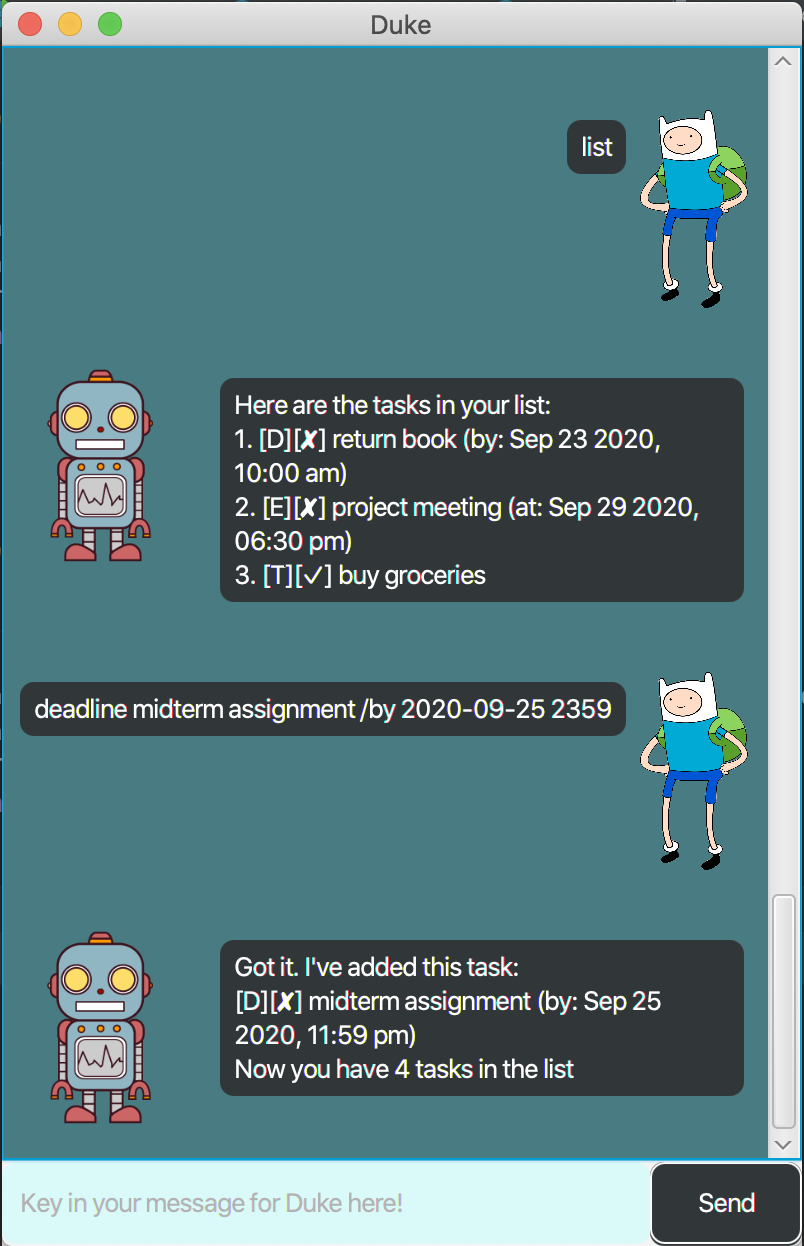 Duke
list
Here are the tasks in your list:
1. [D][✘] return book (by: Sep 23 2020,
10:00 am)
2. [E][✘] project meeting (at: Sep 29 2020,
06:30 pm)
3. [T][✓] buy groceries
deadline midterm assignment /by 2020-09-25 2359
Got it. I've added this task:
[D][✘] midterm assignment (by: Sep 25
2020, 11:59 pm)
Now you have 4 tasks in the list
Key in your message for Duke here!
Send